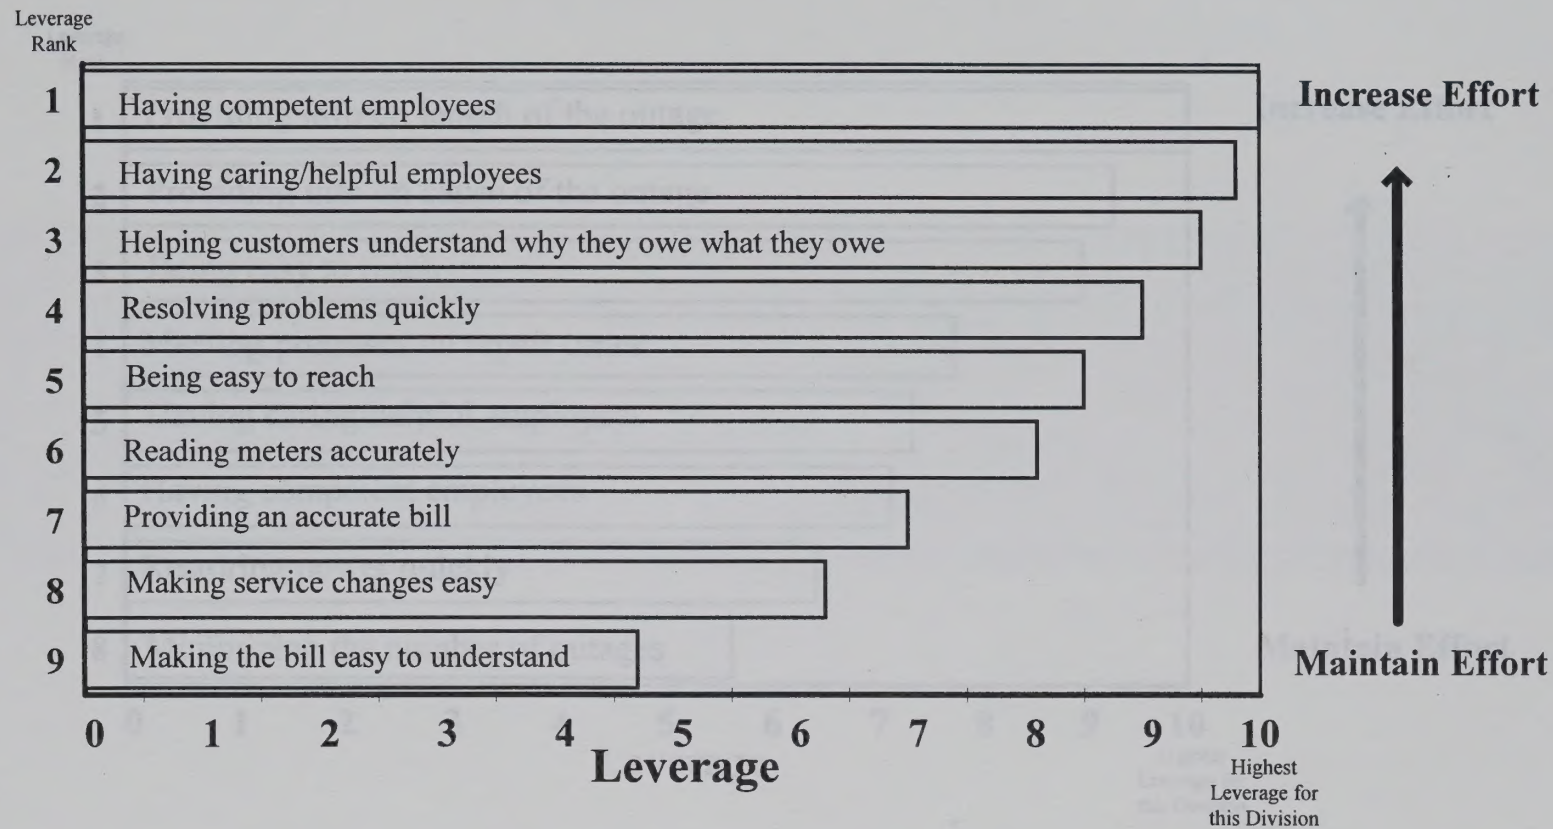 Leverage
Rank
1 Having competent employees
Increase Effort
2 Having caring/helpful employees
3 Helping customers understand why they owe what they owe
4 Resolving problems quickly
5 Being easy to reach
6 Reading meters accurately
7 Providing an accurate bill
8 Making service changes easy
9 Making the bill easy to understand
Maintain Effort
0 1 2 3 4 5 6 7 8 9 10
Leverage
Highest
Leverage for
this Division